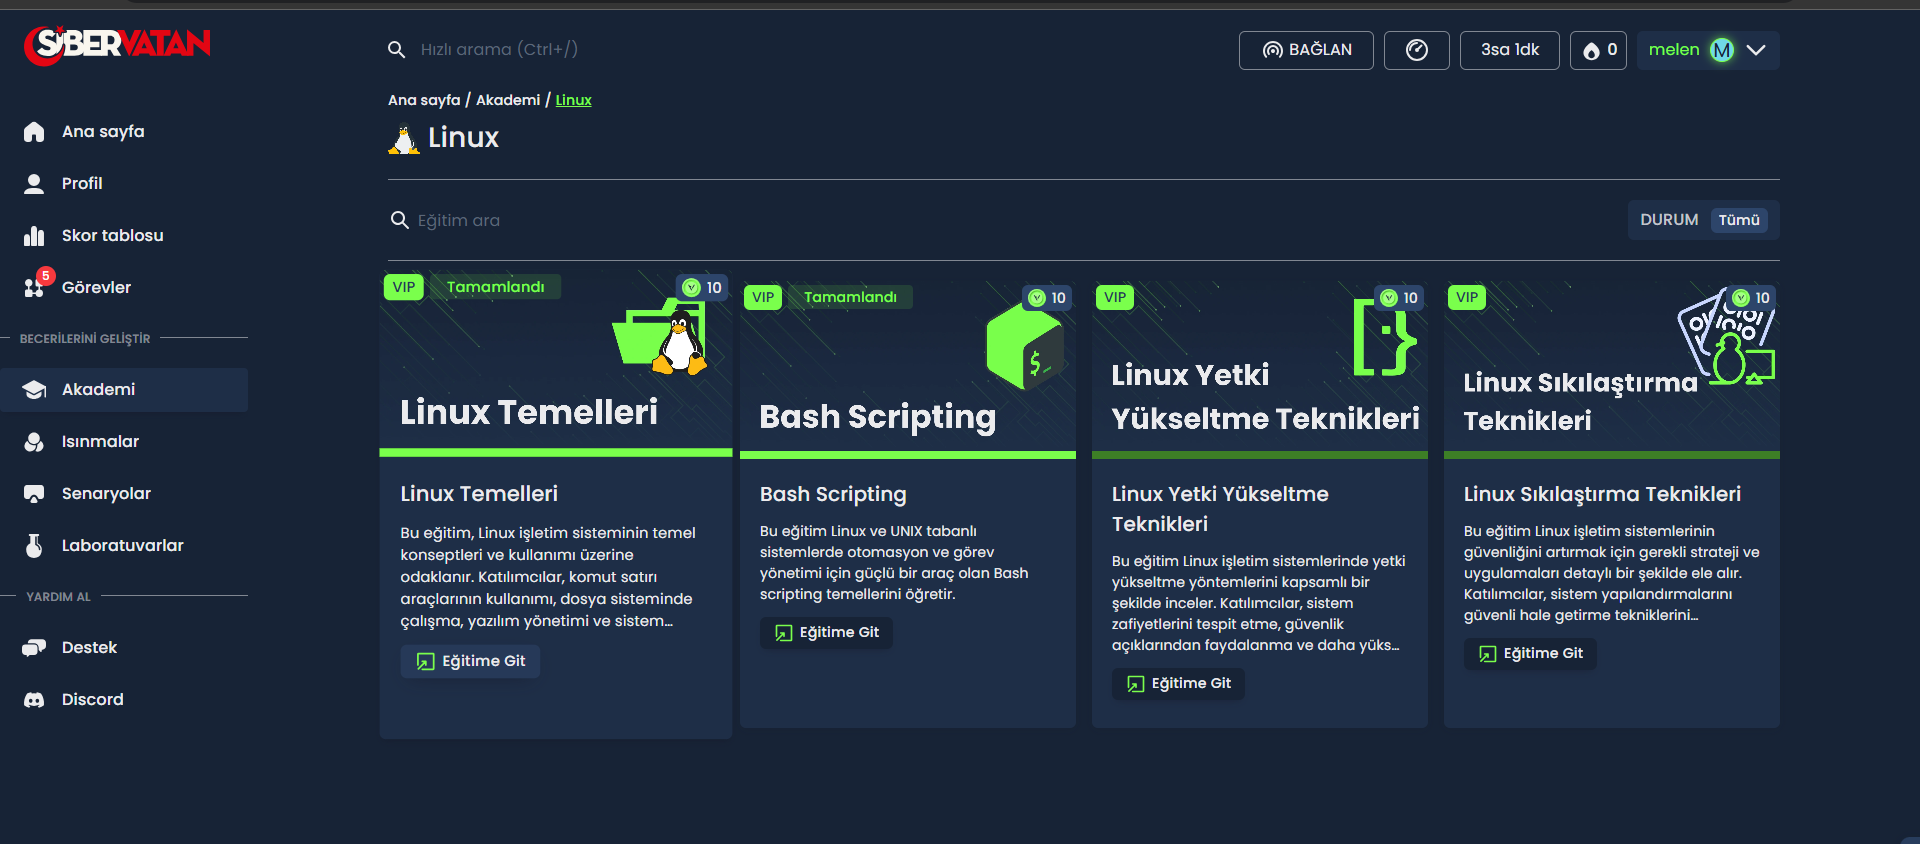 SİBERVATAN
Hızlı arama (Ctrl+/)
BAĞLAN
3sa 1dk
0
melen M
Ana sayfa / Akademi / Linux
Linux
Ana sayfa
Profil
Skor tablosu
5
Görevler
BECERİLERİNİ GELİŞTİR
Akademi
Isınmalar
Senaryolar
Laboratuvarlar
YARDIM AL
Destek
Discord
Eğitim ara
DURUM Tümü
VIP Tamamlandı 10
Linux Temelleri
Linux Temelleri
Bu eğitim, Linux işletim sisteminin temel
konseptleri ve kullanımı üzerine
odaklanır. Katılımcılar, komut satırı
araçlarının kullanımı, dosya sisteminde
çalışma, yazılım yönetimi ve sistem...
Eğitime Git
VIP Tamamlandı 10
$_
Bash Scripting
Bash Scripting
Bu eğitim Linux ve UNIX tabanlı
sistemlerde otomasyon ve görev
yönetimi için güçlü bir araç olan Bash
scripting temellerini öğretir.
Eğitime Git
VIP 10
Linux Yetki
Yükseltme Teknikleri
Linux Yetki Yükseltme
Teknikleri
Bu eğitim Linux işletim sistemlerinde yetki
yükseltme yöntemlerini kapsamlı bir
şekilde inceler. Katılımcılar, sistem
zafiyetlerini tespit etme, güvenlik
açıklarından faydalanma ve daha yüks...
Eğitime Git
VIP 10
Linux Sıkılaştırma
Teknikleri
Linux Sıkılaştırma Teknikleri
Bu eğitim Linux işletim sistemlerinin
güvenliğini artırmak için gerekli strateji ve
uygulamaları detaylı bir şekilde ele alır.
Katılımcılar, sistem yapılandırmalarını
güvenli hale getirme tekniklerini...
Eğitime Git